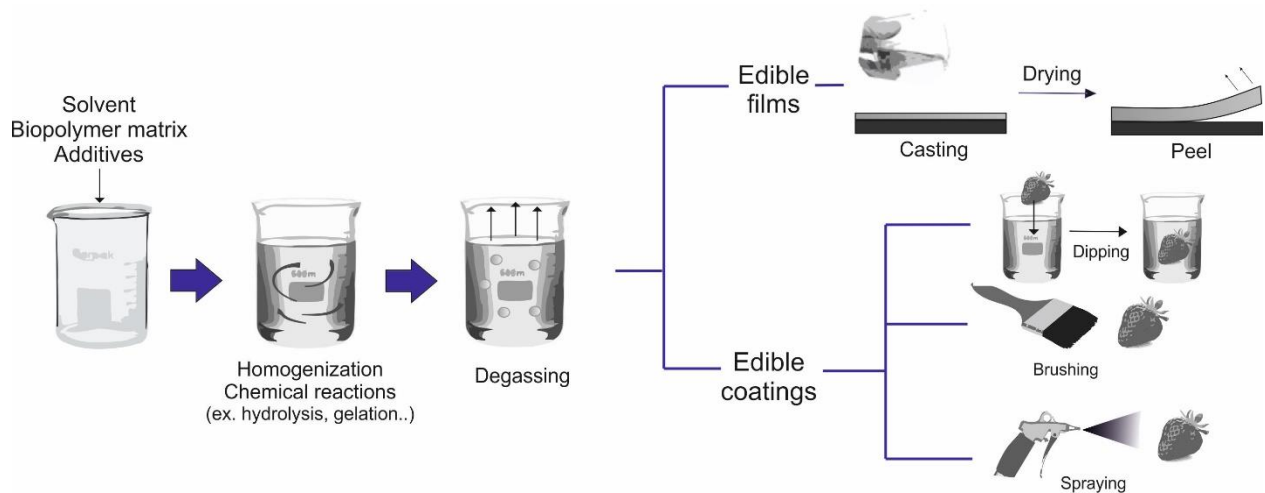 Solvent
Biopolymer matrix
Additives
Homogenization
Chemical reactions
(ex. hydrolysis, gelation..)
Degassing
Edible
films
Casting
Drying
Peel
Edible
coatings
Dipping
Brushing
Spraying